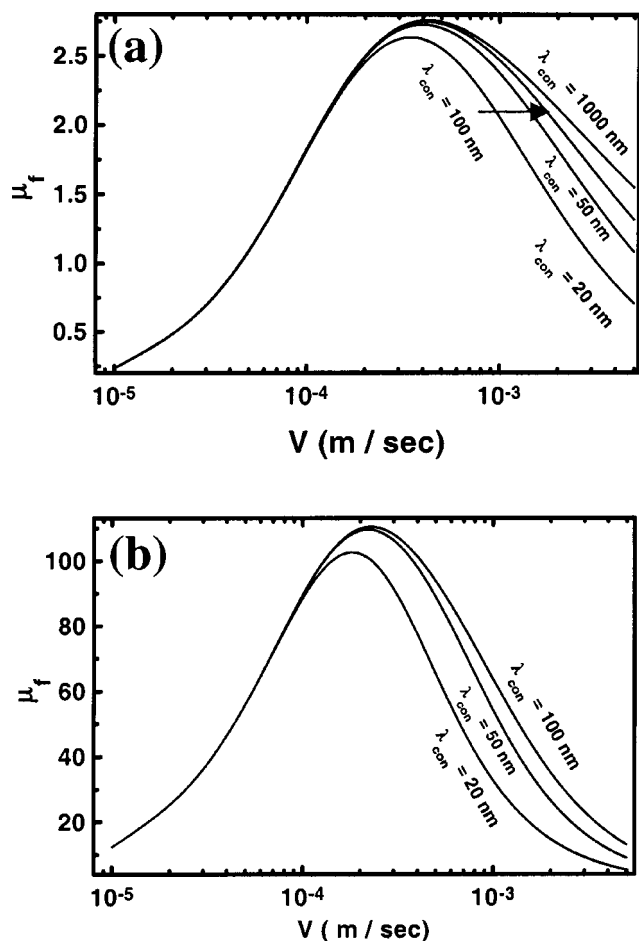 (a)
2.5
2.0
1.5
1.0
0.5
μf
λcon = 1000 nm
λcon = 100 nm
λcon = 50 nm
λcon = 20 nm
10-5
10-4
10-3
V (m / sec)
(b)
100
80
60
40
20
μf
λcon = 100 nm
λcon = 50 nm
λcon = 20 nm
10-5
10-4
10-3
V ( m / sec)